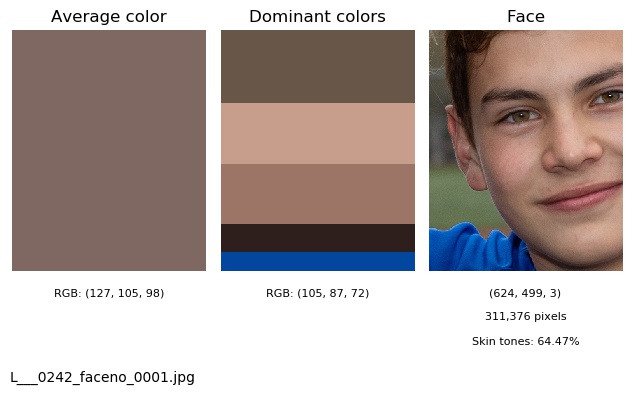 Average color
Dominant colors
Face
RGB: (127, 105, 98)
RGB: (105, 87, 72)
(624, 499, 3)
311,376 pixels
Skin tones: 64.47%
L___0242_faceno_0001.jpg